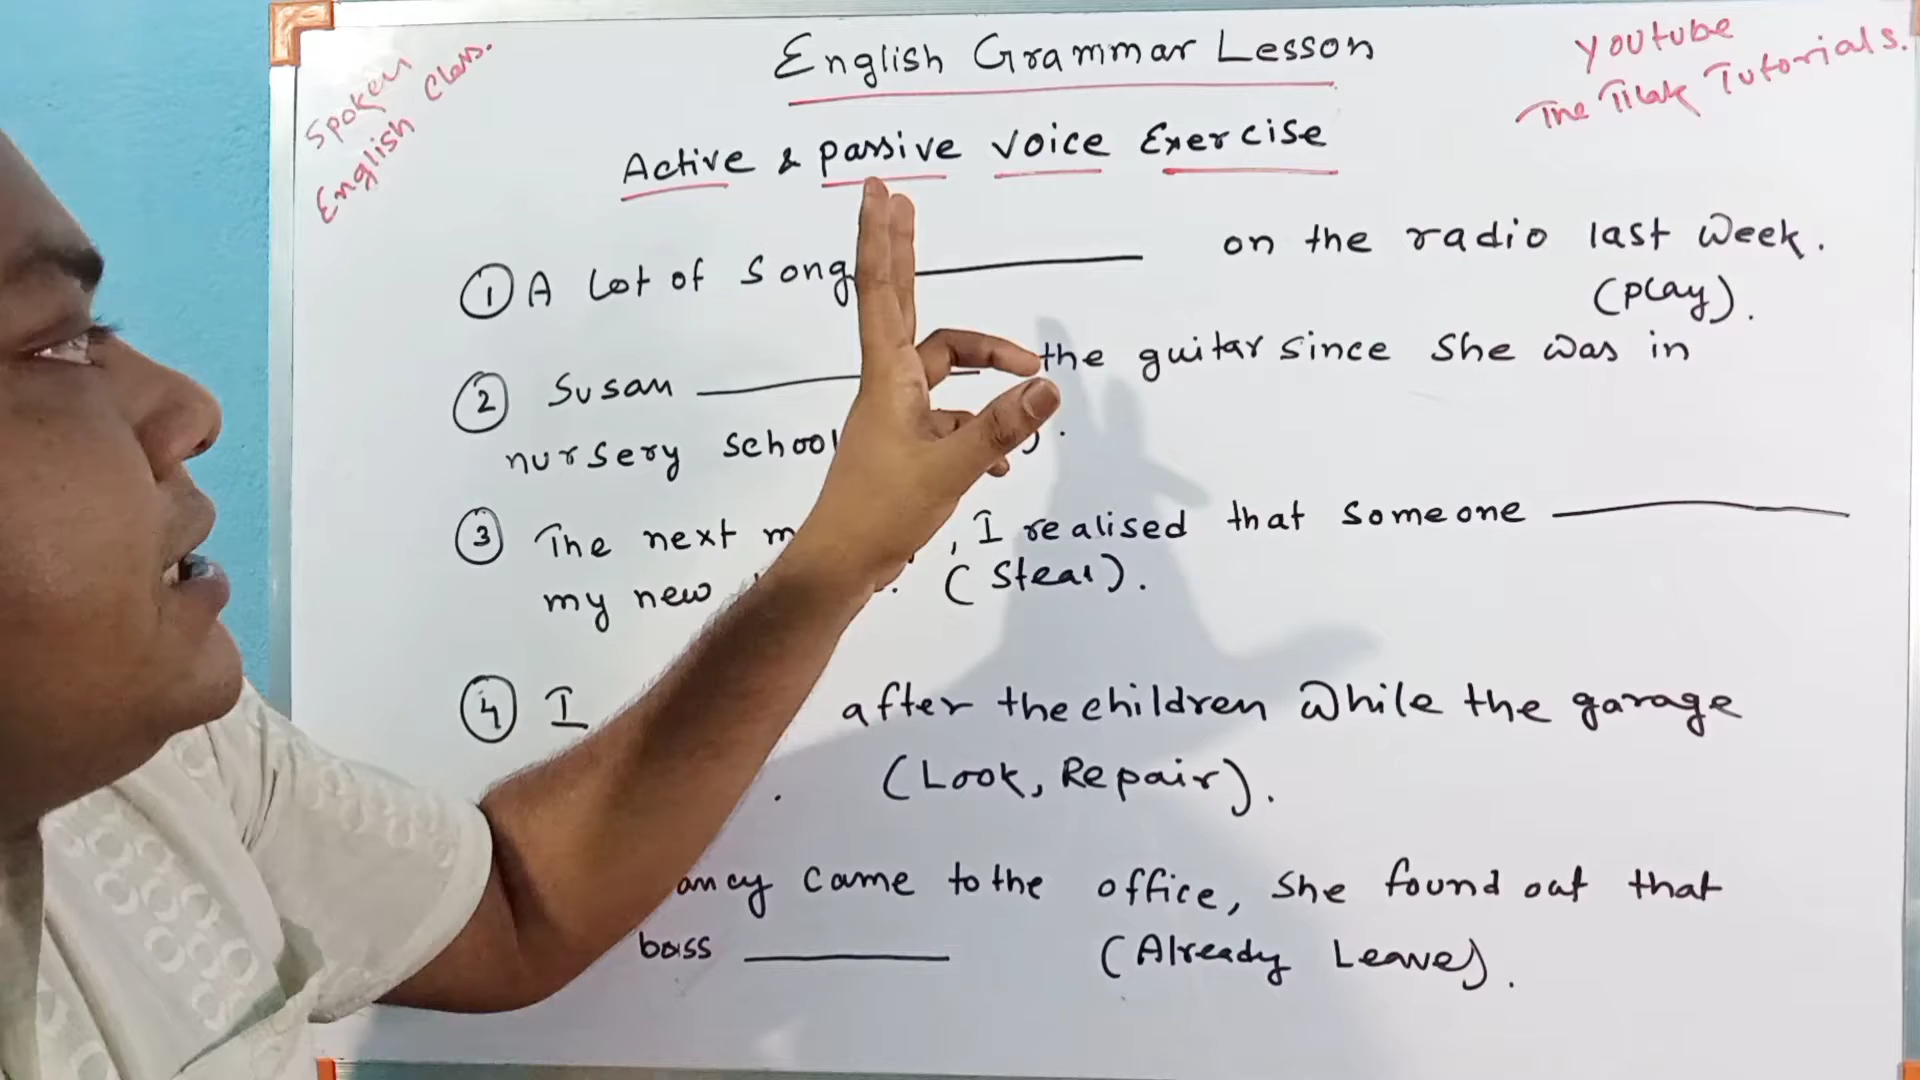 Spoken
English Class.
English Grammar Lesson
Youtube
The Tilak Tutorials.
Active & passive voice Exercise
① A Lot of Song ______ on the radio last week.
(play).
② Susan ______ the guitar since she was in
nursery school ).
③ The next m , I realised that someone ______
my new . (Steal).
④ I after the children while the garage
. (Look, Repair).
ancy came to the office, she found out that
boss ______ (Already Leave).